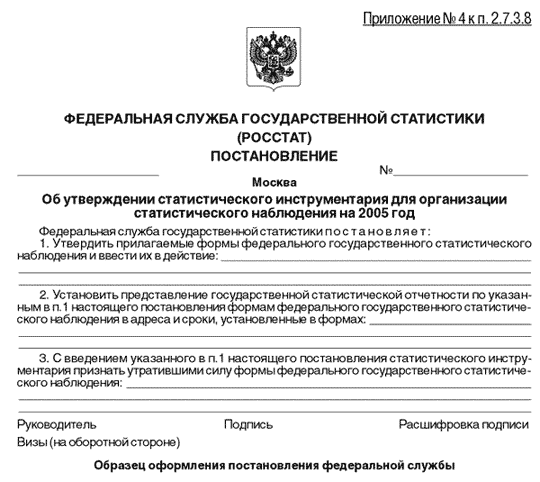 Приложение № 4 к п. 2.7.3.8
ФЕДЕРАЛЬНАЯ СЛУЖБА ГОСУДАРСТВЕННОЙ СТАТИСТИКИ
(РОССТАТ)
ПОСТАНОВЛЕНИЕ
№
Москва
Об утверждении статистического инструментария для организации
статистического наблюдения на 2005 год
Федеральная служба государственной статистики постановляет:
1. Утвердить прилагаемые формы федерального государственного статистического
наблюдения и ввести их в действие:
2. Установить представление государственной статистической отчетности по указан-
ным в п.1 настоящего постановления формам федерального государственного статистиче-
ского наблюдения в адреса и сроки, установленные в формах:
3. С введением указанного в п.1 настоящего постановления статистического инстру-
ментария признать утратившими силу формы федерального государственного статистиче-
ского наблюдения:
Руководитель Подпись Расшифровка подписи
Визы (на оборотной стороне)
Образец оформления постановления федеральной службы